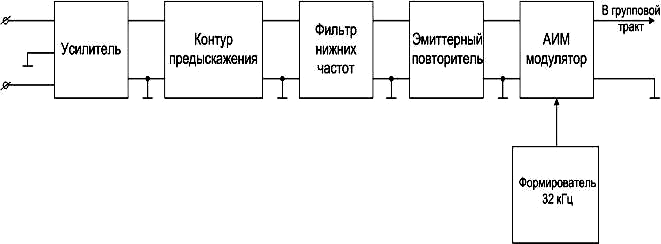 Усилитель
Контур
предыскажения
Фильтр
нижних
частот
Эмиттерный
повторитель
АИМ
модулятор
В групповой
тракт
Формирователь
32 кГц